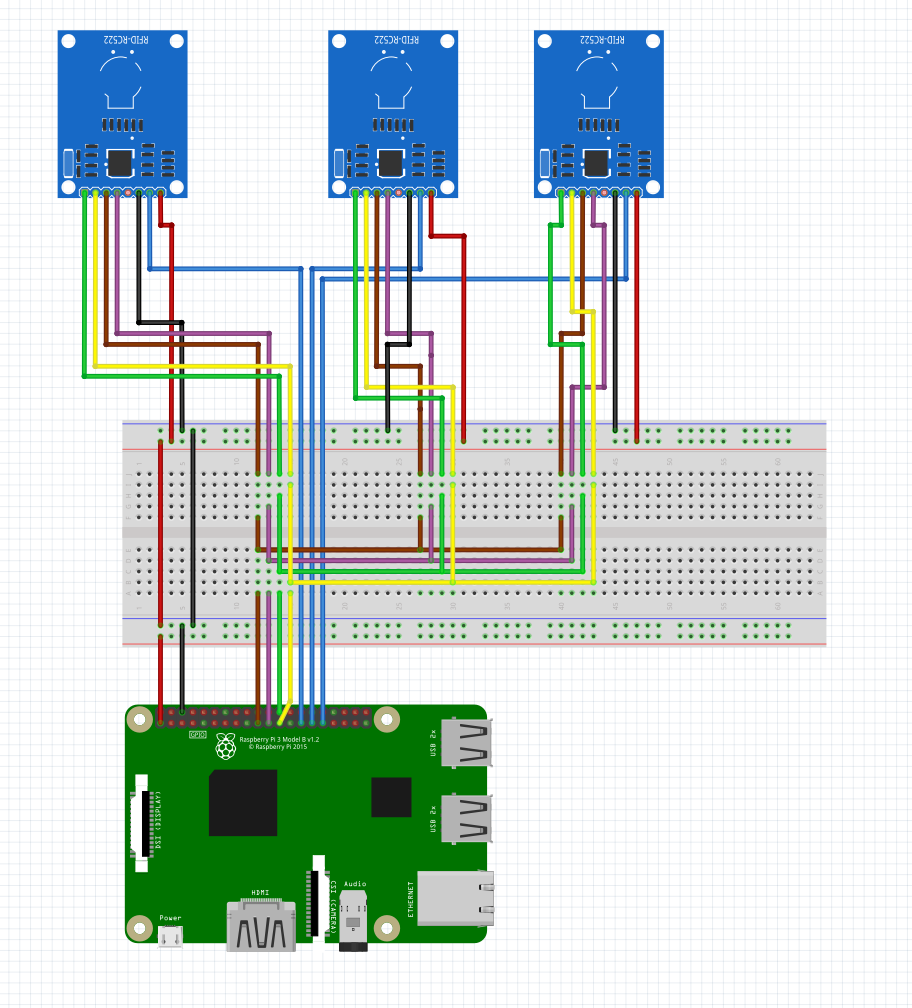 RFID-RC522
RFID-RC522
RFID-RC522
GPIO
Raspberry Pi 3 Model B v1.2
© Raspberry Pi 2015
USB 2x
DSI (DISPLAY)
USB 2x
HDMI
CSI (CAMERA)
Audio
ETHERNET
Power